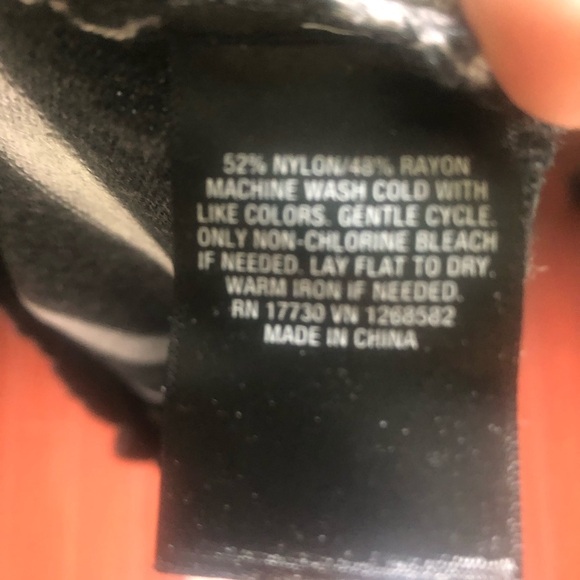 52% NYLON/48% RAYON
MACHINE WASH COLD WITH
LIKE COLORS. GENTLE CYCLE.
ONLY NON-CHLORINE BLEACH
IF NEEDED. LAY FLAT TO DRY.
WARM IRON IF NEEDED.
RN 17730 VN 1268582
MADE IN CHINA